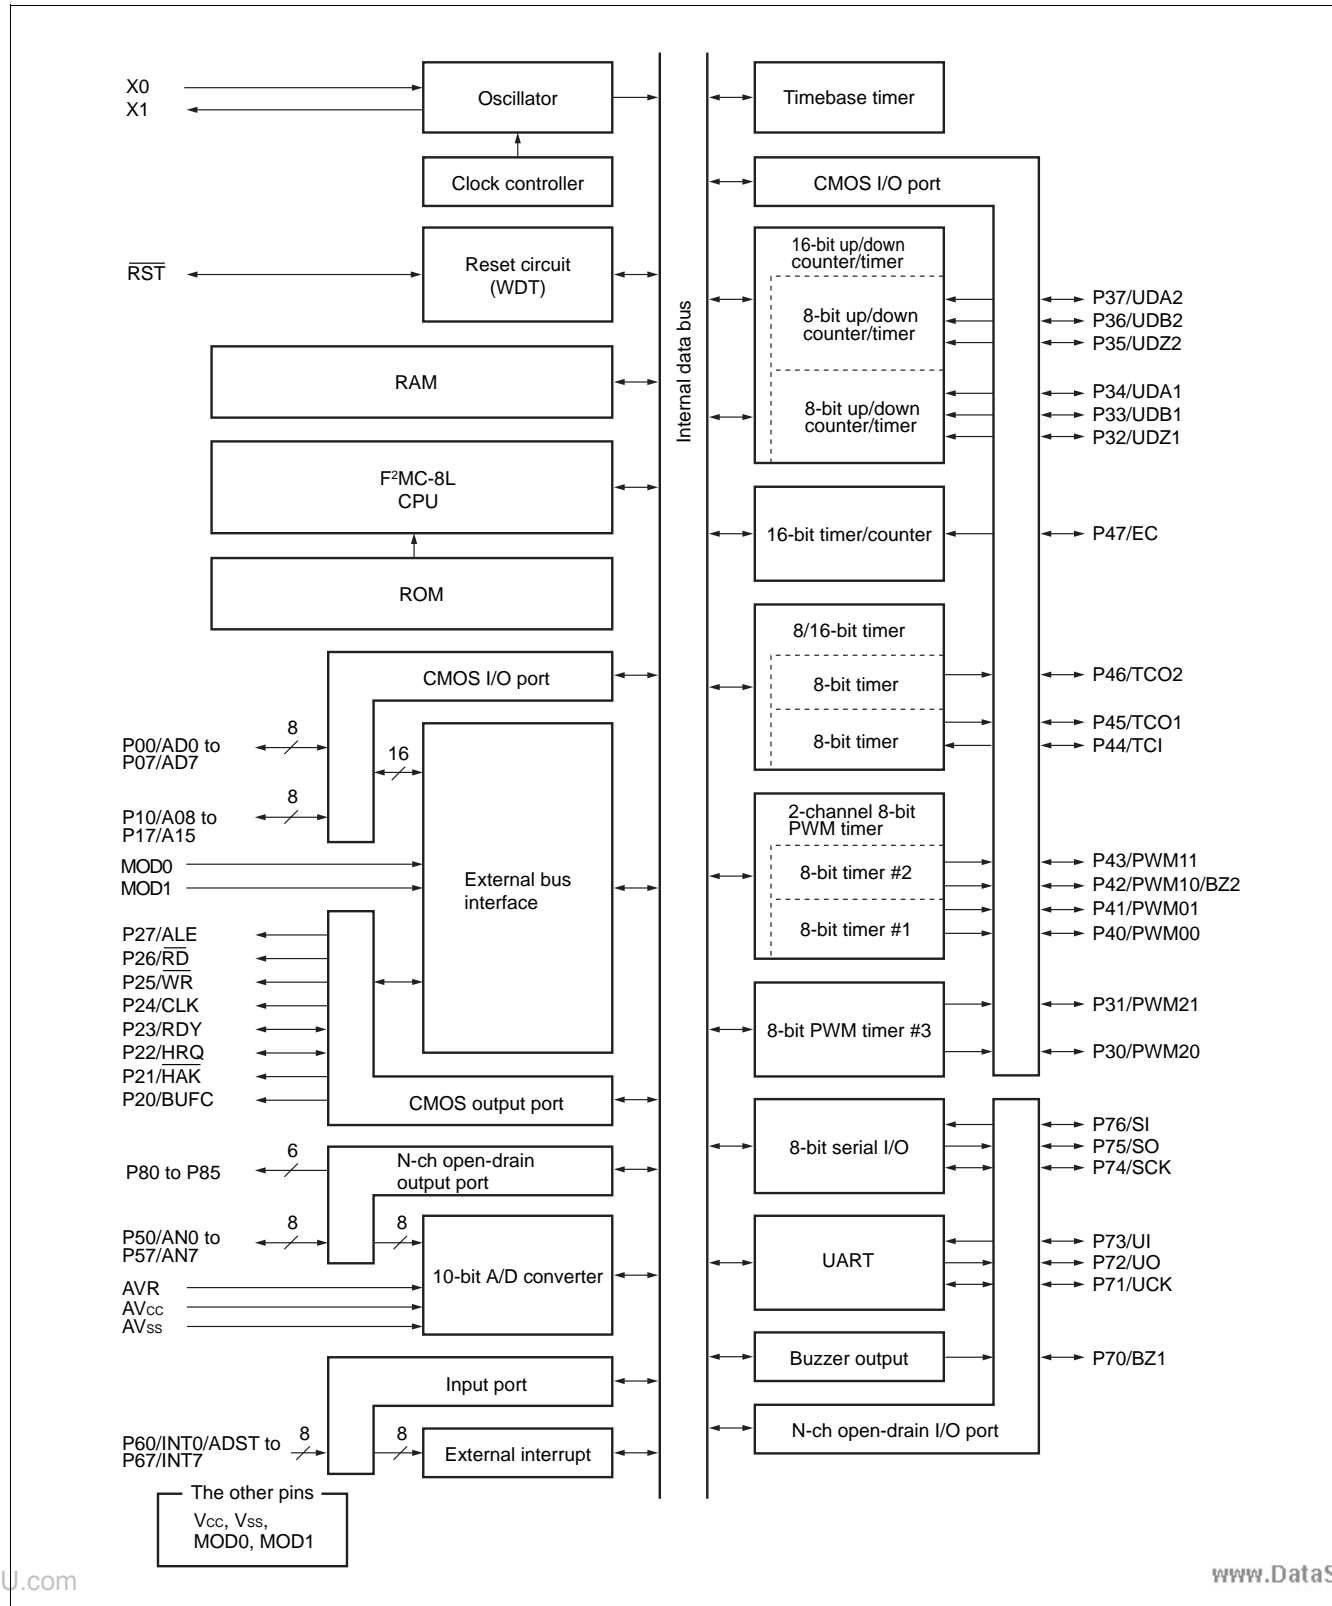 X0
X1
Oscillator
Clock controller
RST
Reset circuit
(WDT)
RAM
F²MC-8L
CPU
ROM
CMOS I/O port
P00/AD0 to
P07/AD7
8
16
P10/A08 to
P17/A15
8
MOD0
MOD1
External bus
interface
P27/ALE
P26/RD
P25/WR
P24/CLK
P23/RDY
P22/HRQ
P21/HAK
P20/BUFC
CMOS output port
P80 to P85
6
N-ch open-drain
output port
P50/AN0 to
P57/AN7
8
8
10-bit A/D converter
AVR
AVCC
AVSS
Input port
P60/INT0/ADST to
P67/INT7
8
8
External interrupt
The other pins
VCC, VSS,
MOD0, MOD1
Internal data bus
Timebase timer
CMOS I/O port
16-bit up/down
counter/timer
8-bit up/down
counter/timer
8-bit up/down
counter/timer
P37/UDA2
P36/UDB2
P35/UDZ2
P34/UDA1
P33/UDB1
P32/UDZ1
16-bit timer/counter
P47/EC
8/16-bit timer
8-bit timer
8-bit timer
P46/TCO2
P45/TCO1
P44/TCI
2-channel 8-bit
PWM timer
8-bit timer #2
8-bit timer #1
P43/PWM11
P42/PWM10/BZ2
P41/PWM01
P40/PWM00
8-bit PWM timer #3
P31/PWM21
P30/PWM20
8-bit serial I/O
P76/SI
P75/SO
P74/SCK
UART
P73/UI
P72/UO
P71/UCK
Buzzer output
P70/BZ1
N-ch open-drain I/O port
U.com
www.DataS